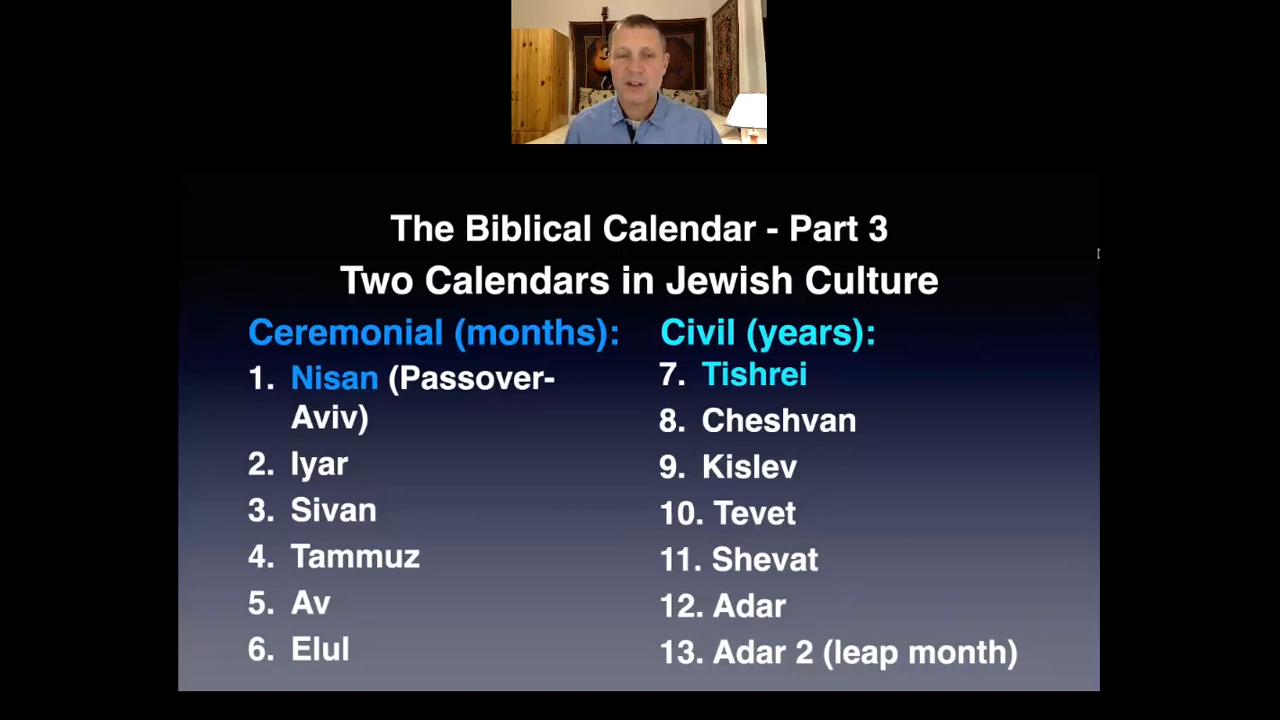 The Biblical Calendar - Part 3
Two Calendars in Jewish Culture
Ceremonial (months):
1. Nisan (Passover-
Aviv)
2. Iyar
3. Sivan
4. Tammuz
5. Av
6. Elul
Civil (years):
7. Tishrei
8. Cheshvan
9. Kislev
10. Tevet
11. Shevat
12. Adar
13. Adar 2 (leap month)